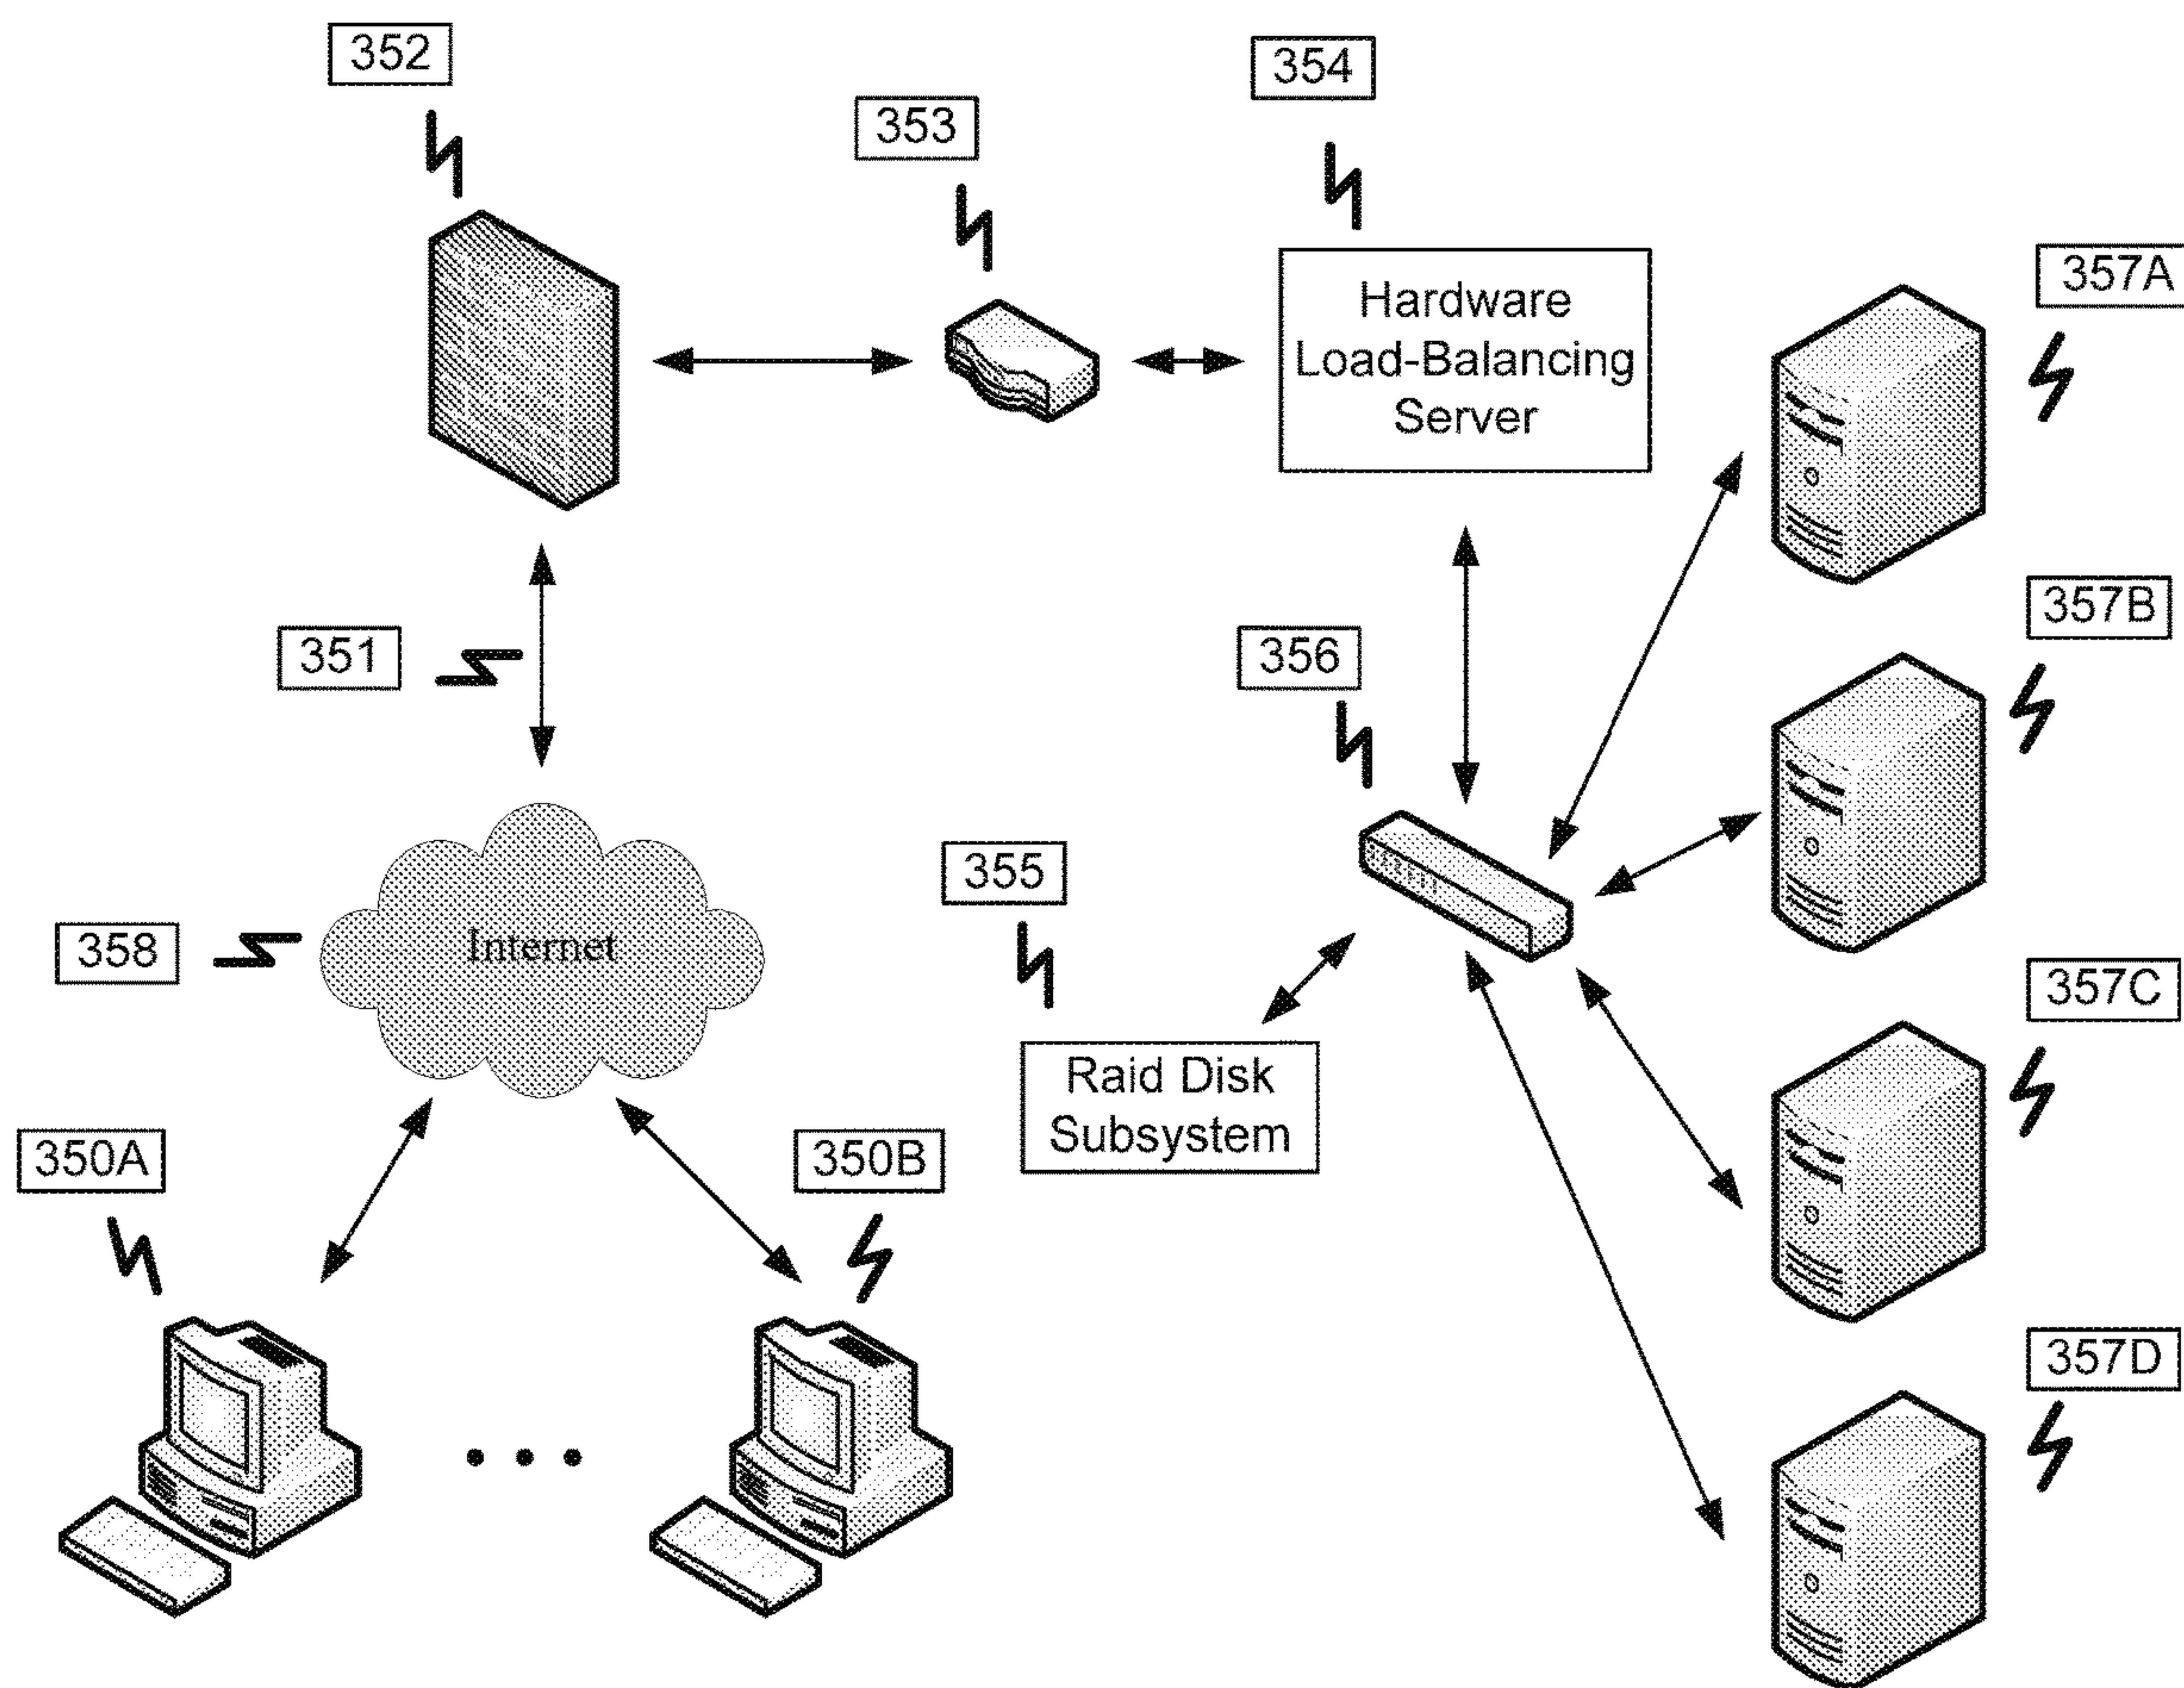 352
353
354
Hardware
Load-Balancing
Server
357A
357B
351
356
355
358
Internet
357C
Raid Disk
Subsystem
350A
350B
357D